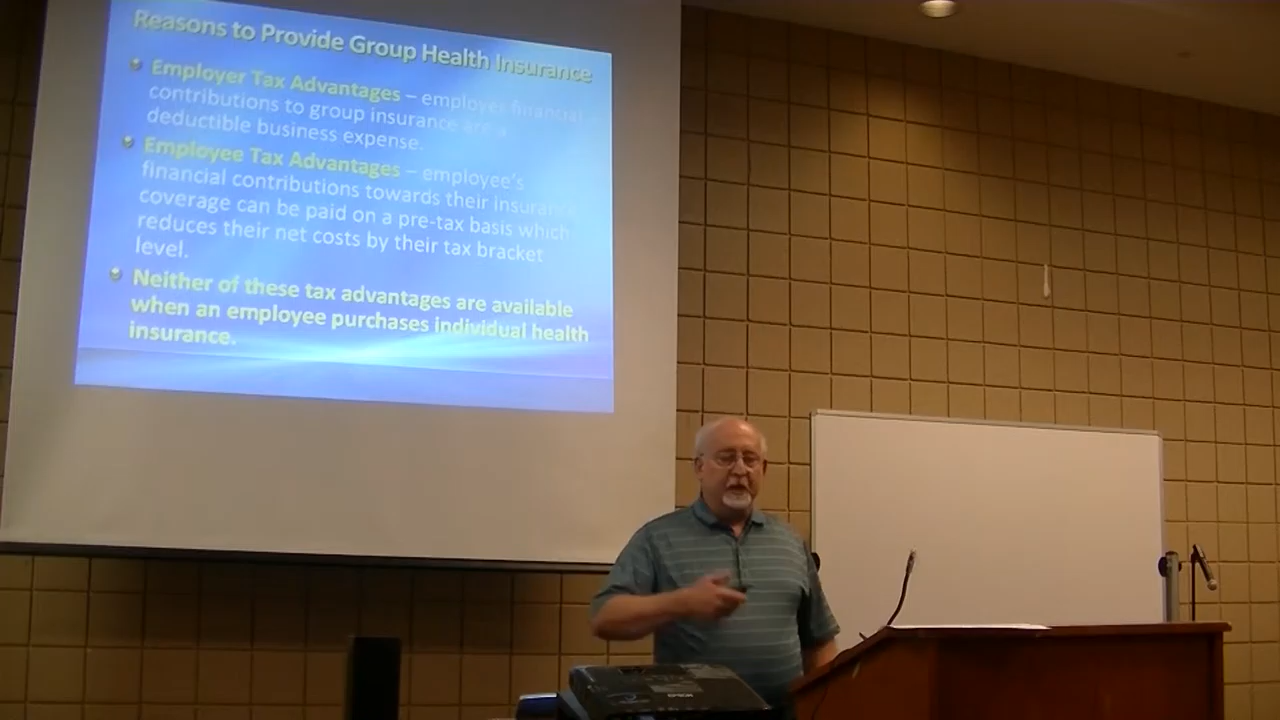 Reasons to Provide Group Health Insurance
Employer Tax Advantages – employer financial
contributions to group insurance are a
deductible business expense.
Employee Tax Advantages – employee's
financial contributions towards their insurance
coverage can be paid on a pre-tax basis which
reduces their net costs by their tax bracket
level.
Neither of these tax advantages are available
when an employee purchases individual health
insurance.
EPSON